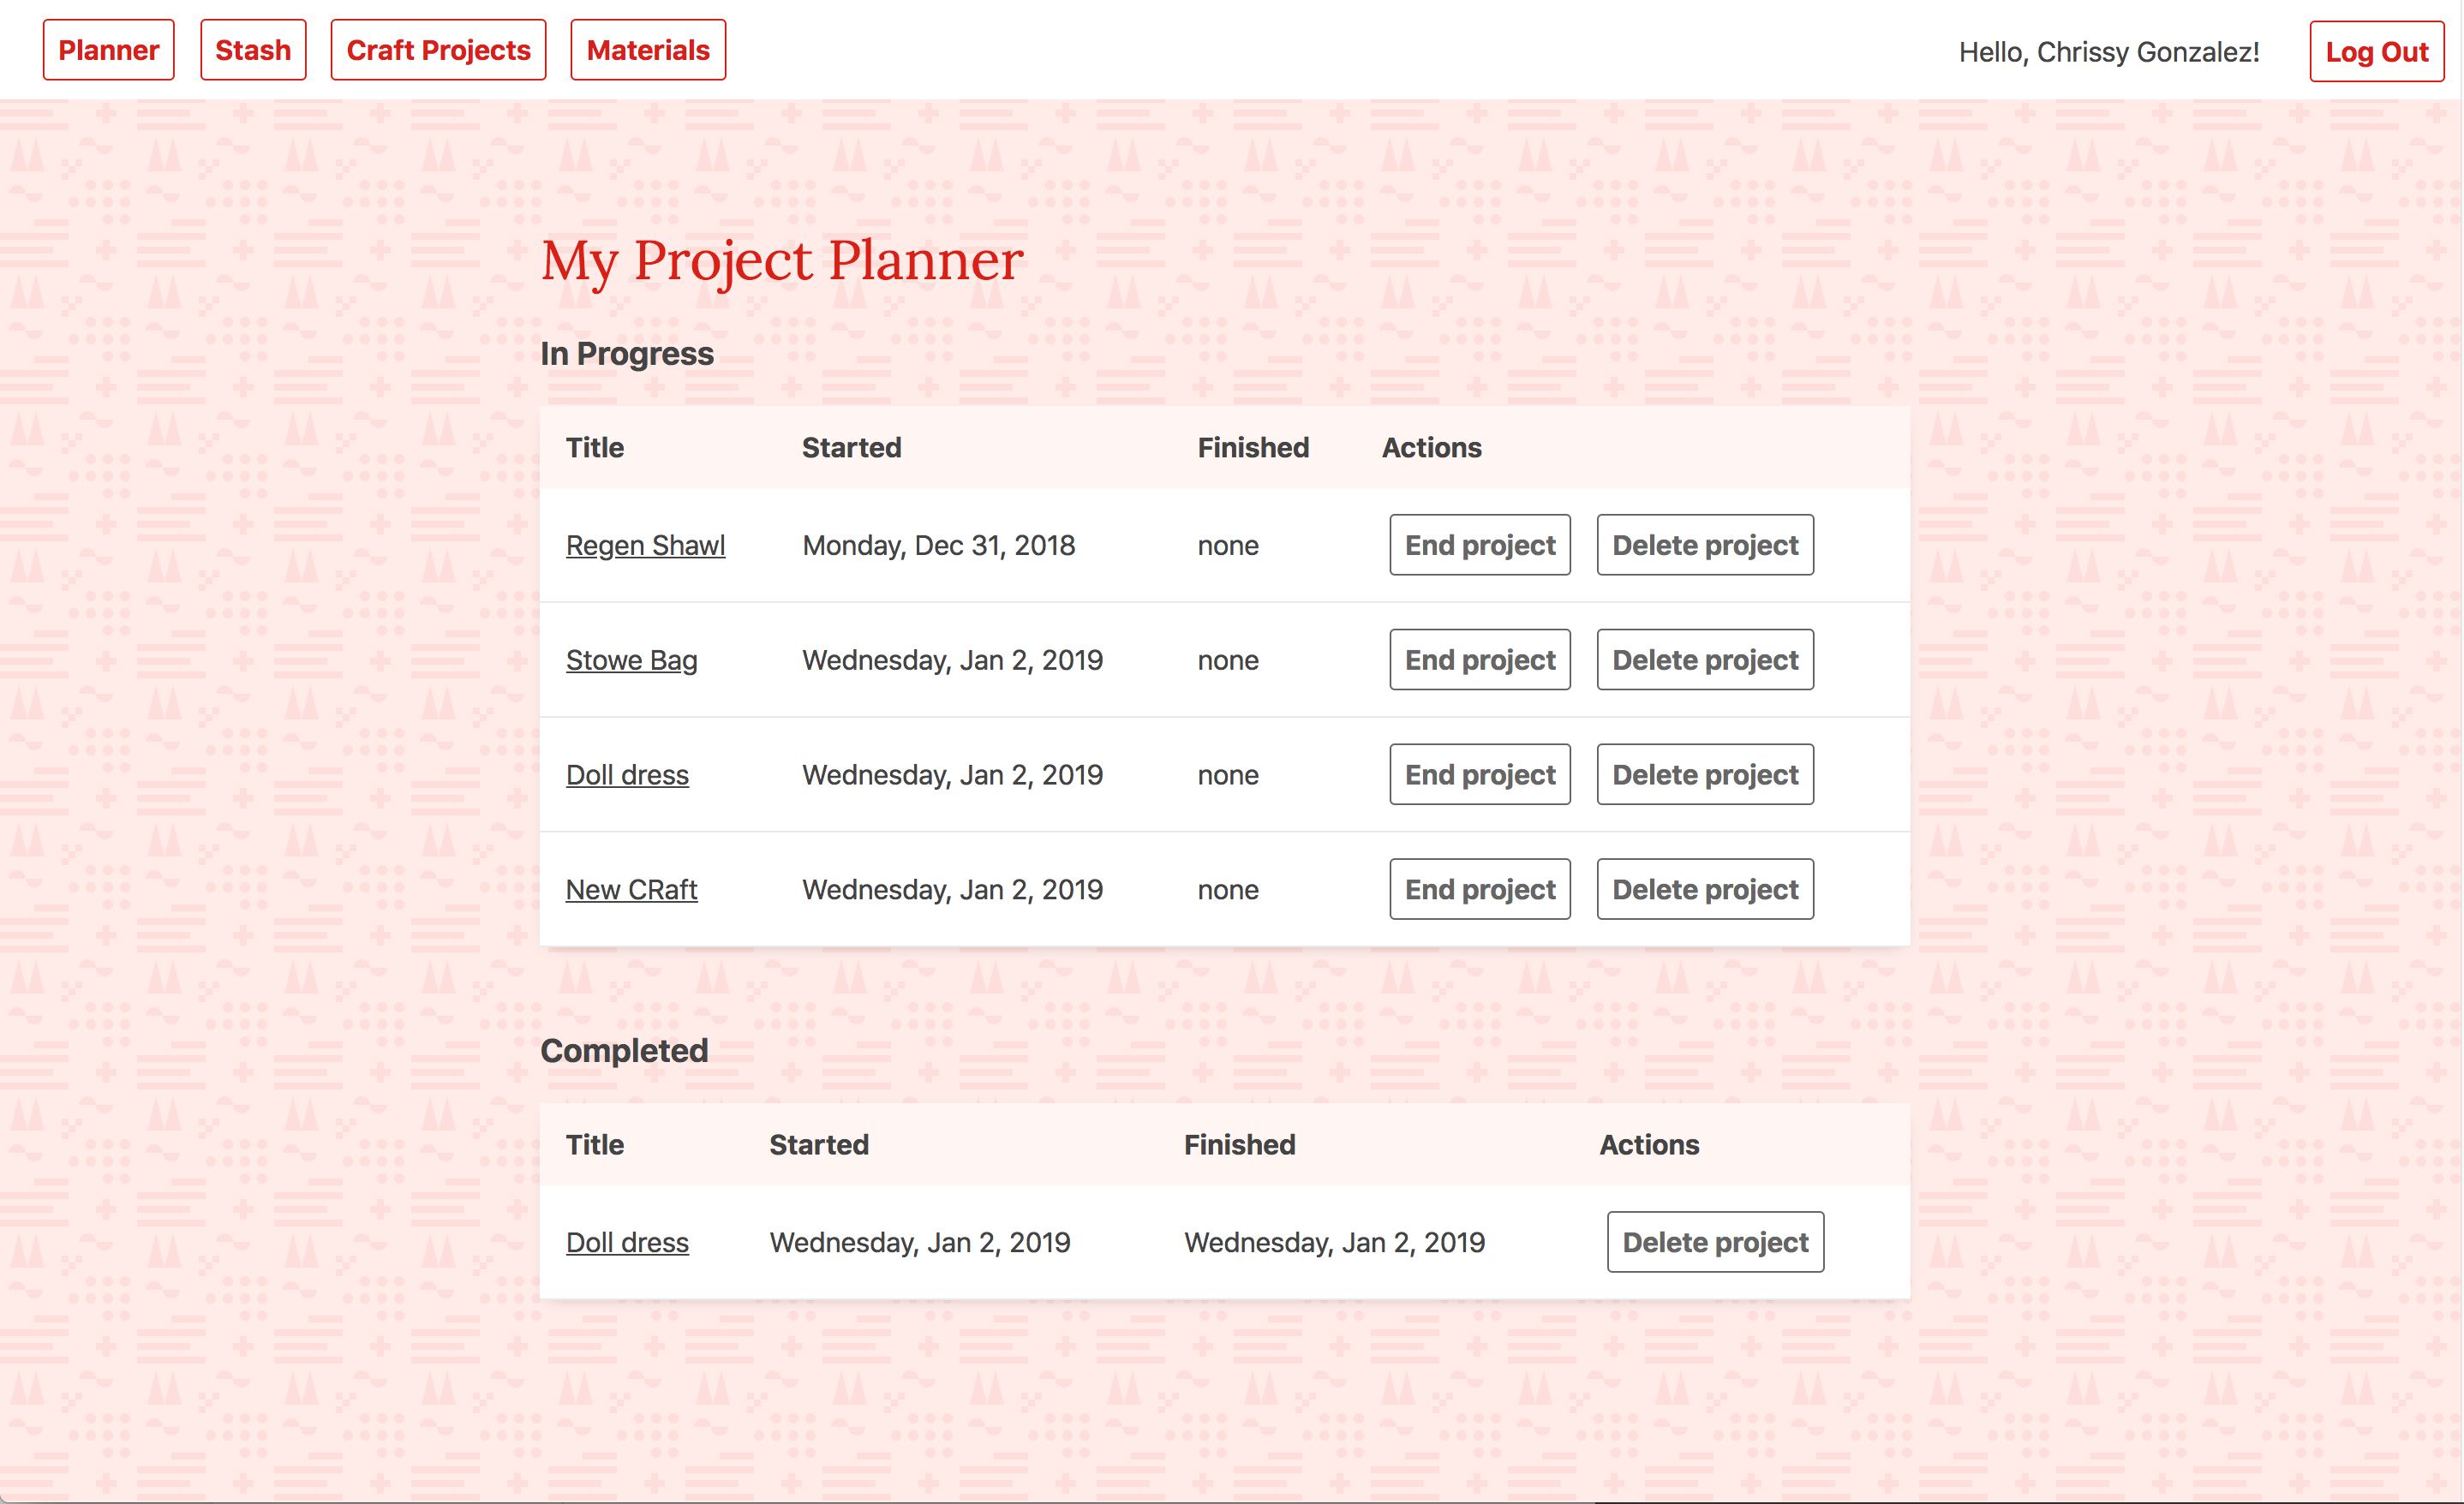 Planner Stash Craft Projects Materials Hello, Chrissy Gonzalez! Log Out
My Project Planner
In Progress
Title Started Finished Actions
Regen Shawl Monday, Dec 31, 2018 none End project Delete project
Stowe Bag Wednesday, Jan 2, 2019 none End project Delete project
Doll dress Wednesday, Jan 2, 2019 none End project Delete project
New CRaft Wednesday, Jan 2, 2019 none End project Delete project
Completed
Title Started Finished Actions
Doll dress Wednesday, Jan 2, 2019 Wednesday, Jan 2, 2019 Delete project